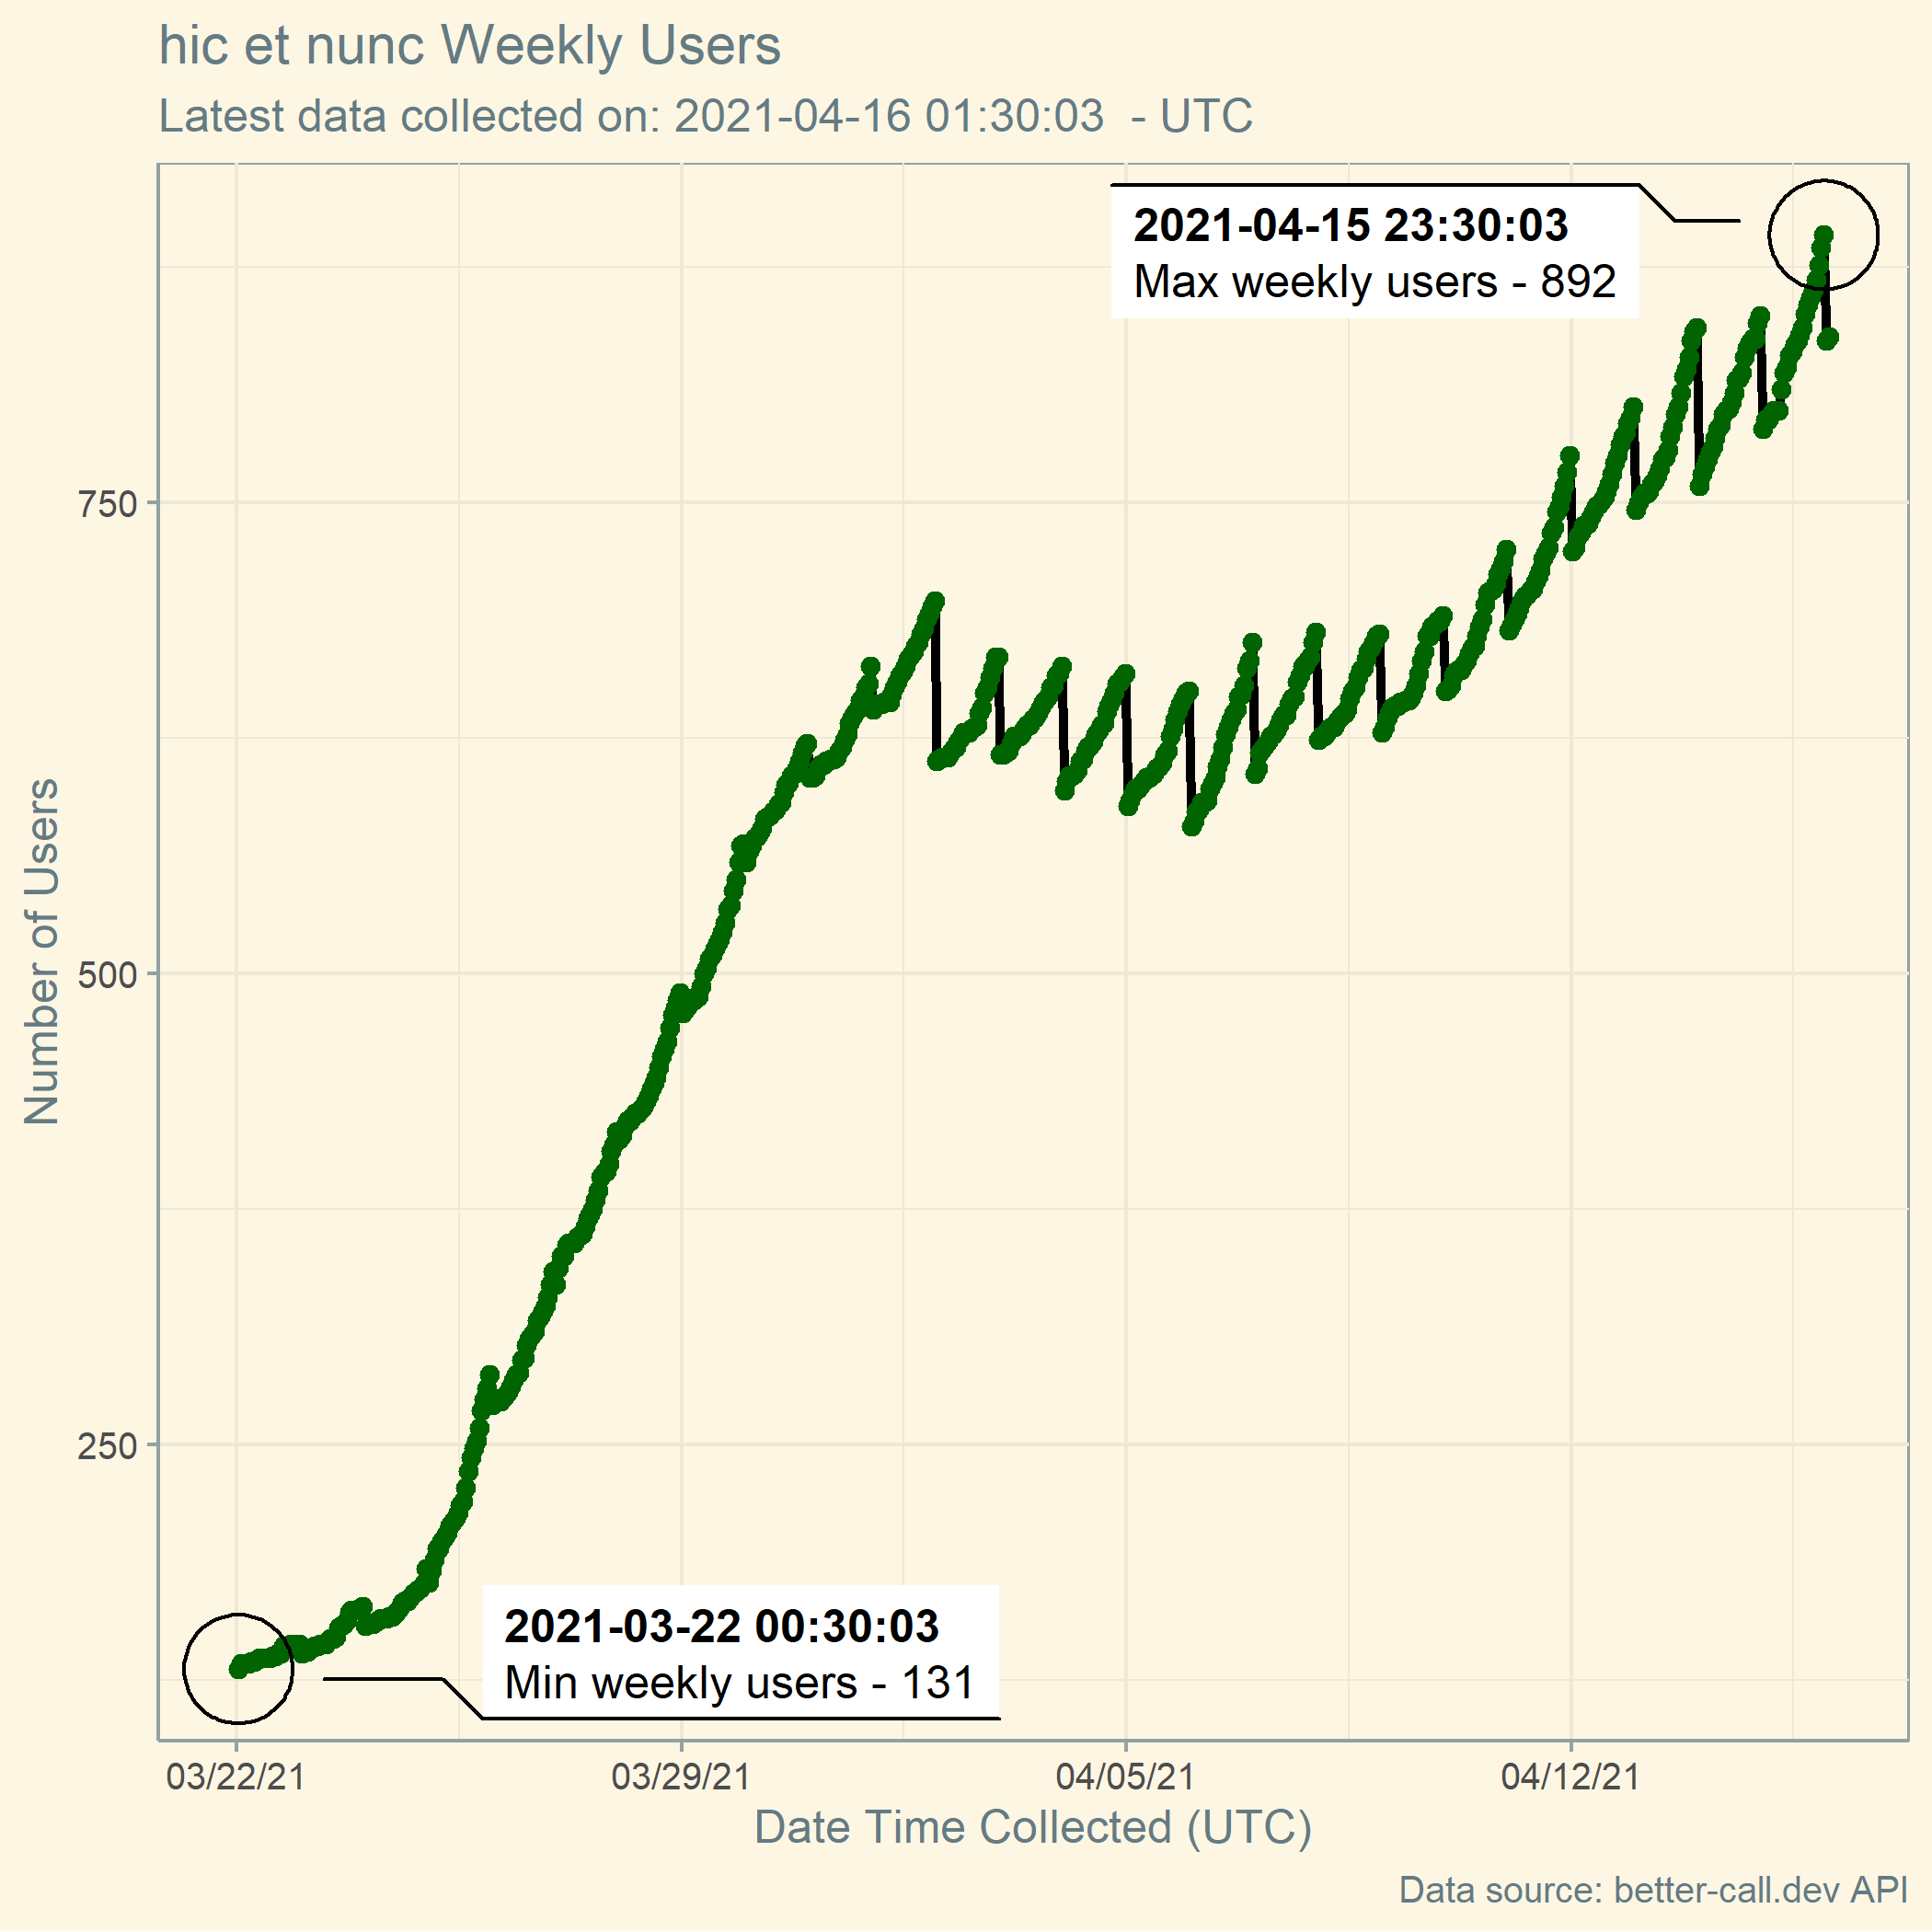 hic et nunc Weekly Users
Latest data collected on: 2021-04-16 01:30:03  - UTC
2021-04-15 23:30:03
Max weekly users - 892
750
500
250
Number of Users
2021-03-22 00:30:03
Min weekly users - 131
03/22/21 03/29/21 04/05/21 04/12/21
Date Time Collected (UTC)
Data source: better-call.dev API